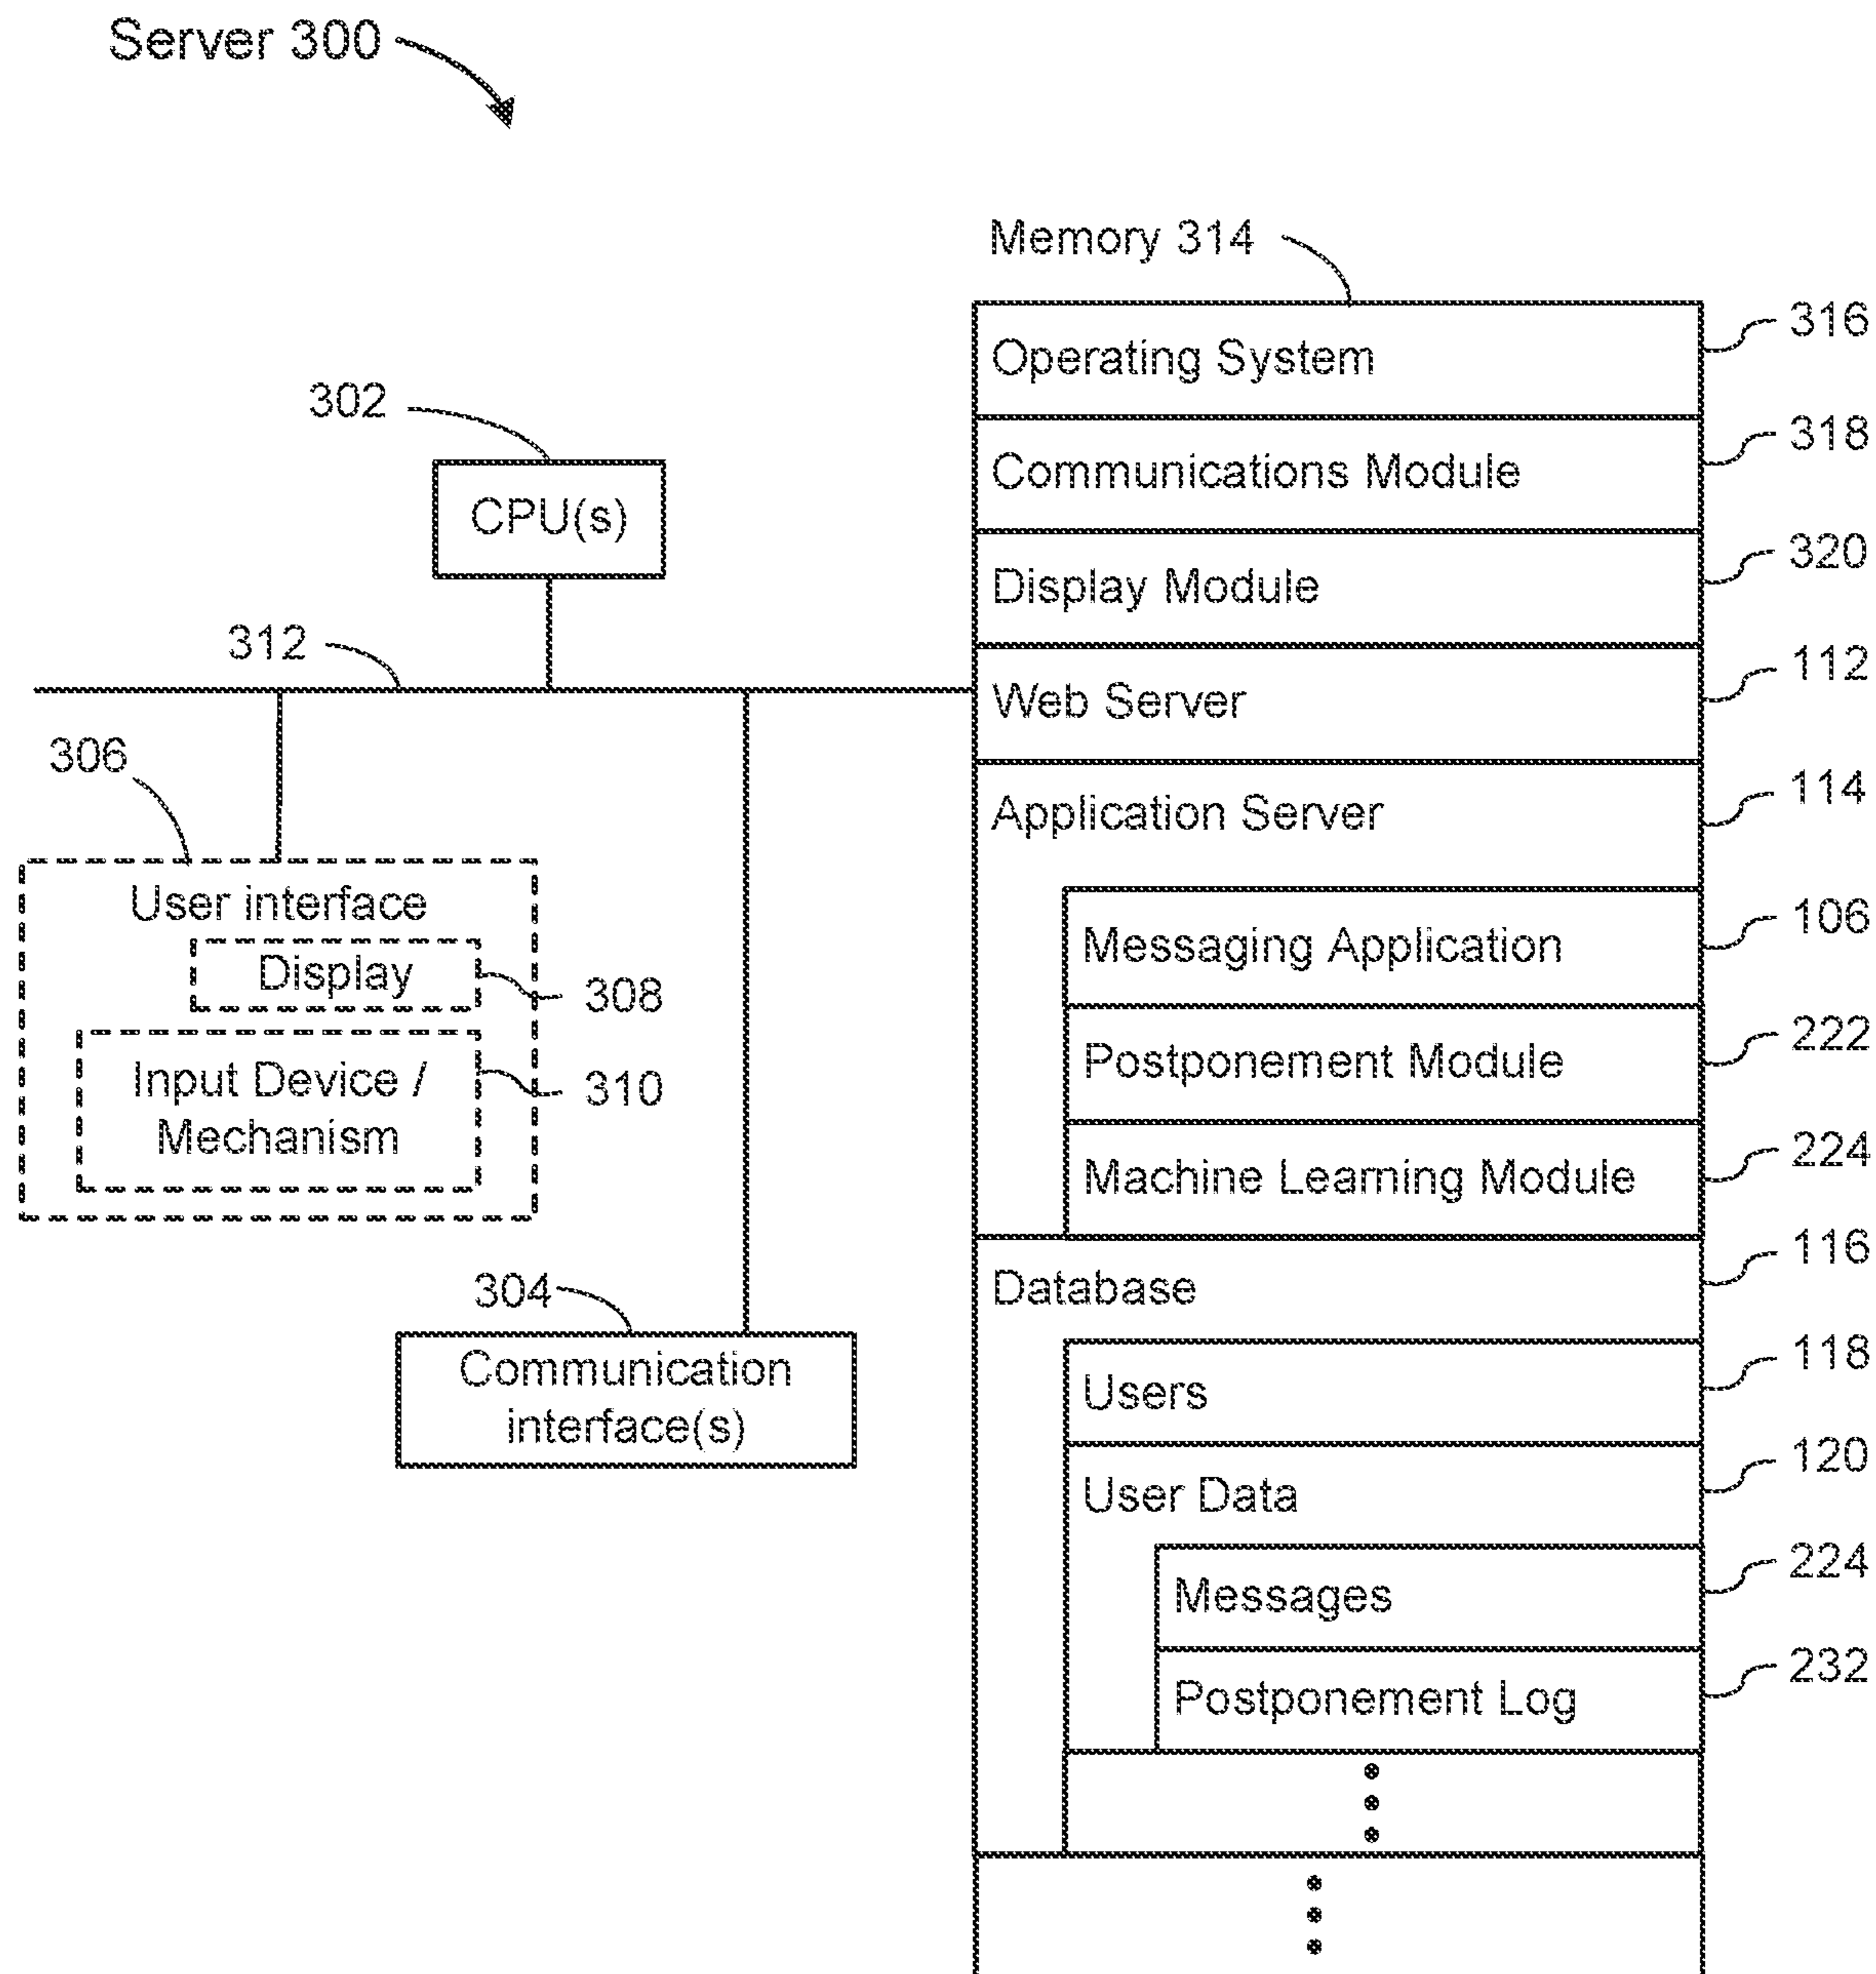 Server 300
Memory 314
Operating System
316
Communications Module
318
Display Module
320
Web Server
112
Application Server
114
Messaging Application
106
Postponement Module
222
Machine Learning Module
224
Database
116
Users
118
User Data
120
Messages
224
Postponement Log
232
302
CPU(s)
312
306
User interface
Display
308
Input Device /
Mechanism
310
304
Communication
interface(s)